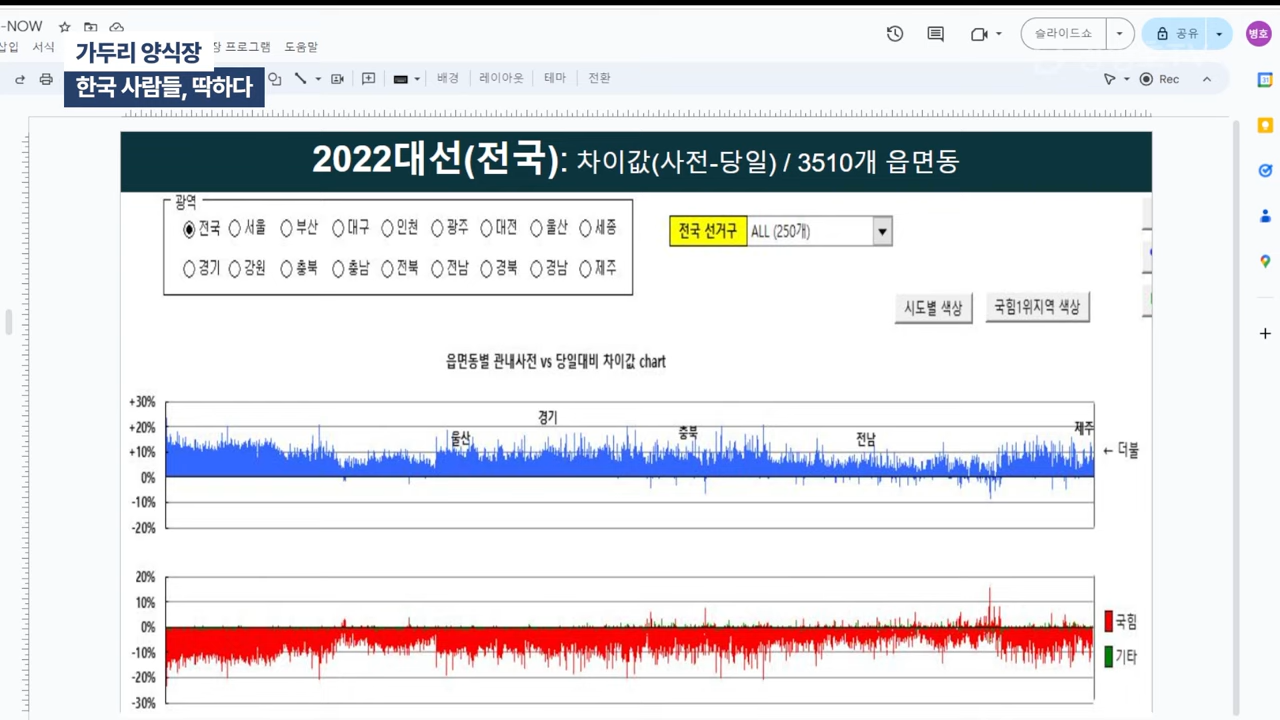 -NOW
삽입 서식
장 프로그램 도움말
가두리 양식장
한국 사람들, 딱하다
배경 레이아웃 테마 전환
슬라이드쇼
공유
병호
Rec
31
2022대선(전국): 차이값(사전-당일) / 3510개 읍면동
광역
전국 서울 부산 대구 인천 광주 대전 울산 세종
경기 강원 충북 충남 전북 전남 경북 경남 제주
전국 선거구 ALL (250개)
시도별 색상 국힘1위지역 색상
읍면동별 관내사전 vs 당일대비 차이값 chart
+30%
+20%
+10%
0%
-10%
-20%
울산
경기
충북
전남
제주
← 더불
20%
10%
0%
-10%
-20%
-30%
국힘
기타